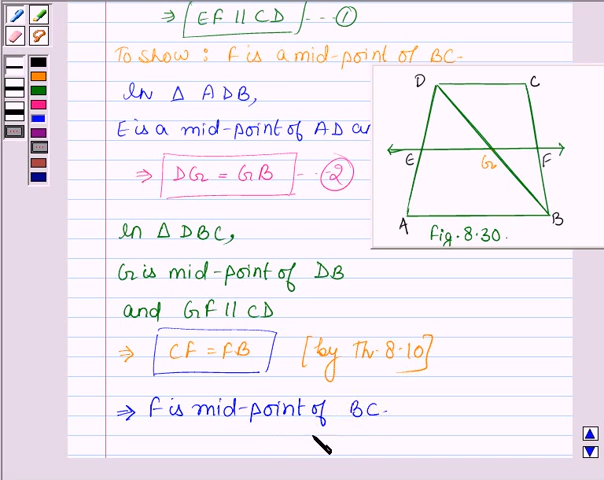 ⇒ EF || CD --- ①
To show : F is a mid-point of BC.
In Δ ADB,
E is a mid-point of AD
⇒ DG = GB --- ②
In Δ DBC,
G is mid-point of DB
and GF || CD
⇒ CF = FB [by Th. 8.10]
⇒ F is mid-point of BC.
D C
E G F
A B
Fig. 8.30.